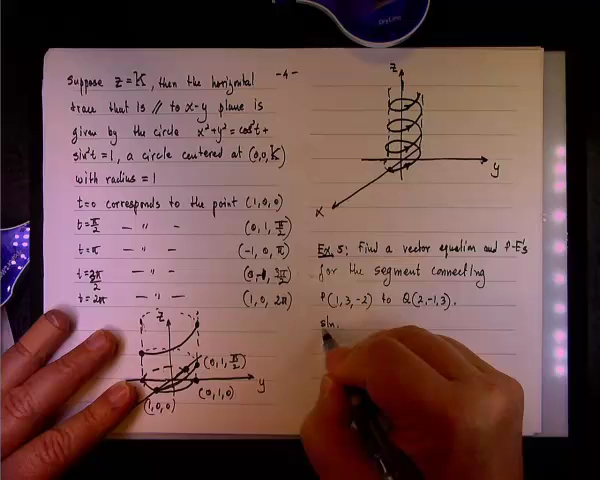 -4-
Suppose z=K, then the horizontal
trace that is // to x-y plane is
given by the circle x²+y² = cos²t +
sin²t = 1, a circle centered at (0,0,K)
with radius = 1
t=0 corresponds to the point (1,0,0)
t=π/2 — " — (0,1,π/2)
t=π — " — (-1,0,π)
t=3π/2 — " — (0,-1,3π/2)
t=2π — " — (1,0,2π)
z
(0,1,π/2)
y
(1,0,0)
(0,1,0)
z
y
x
Ex.5: Find a vector equation and P-E's
for the segment connecting
P(1,3,-2) to Q(2,-1,3).
sln.